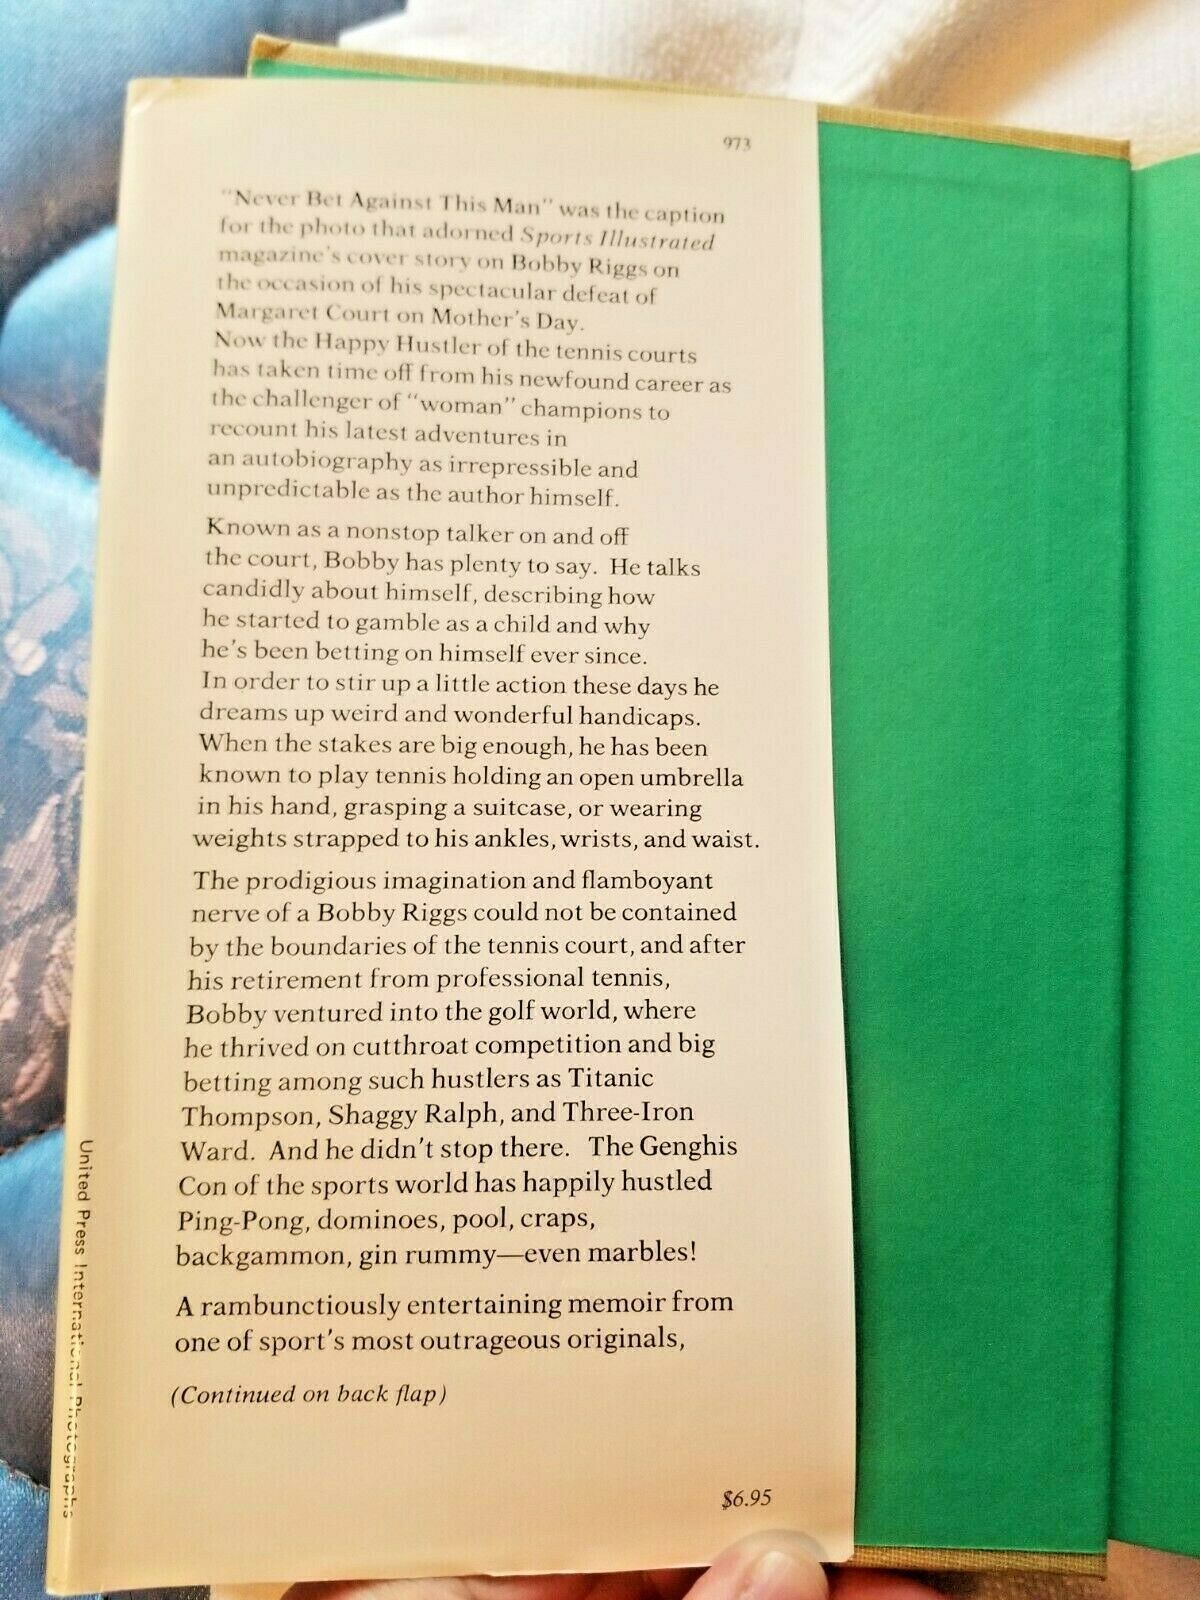 973
"Never Bet Against This Man" was the caption
for the photo that adorned Sports Illustrated
magazine's cover story on Bobby Riggs on
the occasion of his spectacular defeat of
Margaret Court on Mother's Day.
Now the Happy Hustler of the tennis courts
has taken time off from his newfound career as
the challenger of "woman" champions to
recount his latest adventures in
an autobiography as irrepressible and
unpredictable as the author himself.
Known as a nonstop talker on and off
the court, Bobby has plenty to say. He talks
candidly about himself, describing how
he started to gamble as a child and why
he's been betting on himself ever since.
In order to stir up a little action these days he
dreams up weird and wonderful handicaps.
When the stakes are big enough, he has been
known to play tennis holding an open umbrella
in his hand, grasping a suitcase, or wearing
weights strapped to his ankles, wrists, and waist.
The prodigious imagination and flamboyant
nerve of a Bobby Riggs could not be contained
by the boundaries of the tennis court, and after
his retirement from professional tennis,
Bobby ventured into the golf world, where
he thrived on cutthroat competition and big
betting among such hustlers as Titanic
Thompson, Shaggy Ralph, and Three-Iron
Ward. And he didn't stop there. The Genghis
Con of the sports world has happily hustled
Ping-Pong, dominoes, pool, craps,
backgammon, gin rummy—even marbles!
A rambunctiously entertaining memoir from
one of sport's most outrageous originals,
(Continued on back flap)
$6.95
United Press International Photographs